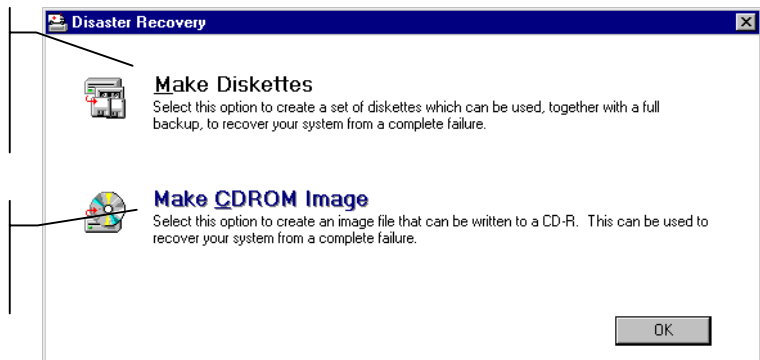 Disaster Recovery
Make Diskettes
Select this option to create a set of diskettes which can be used, together with a full
backup, to recover your system from a complete failure.
Make CDROM Image
Select this option to create an image file that can be written to a CD-R. This can be used to
recover your system from a complete failure.
OK